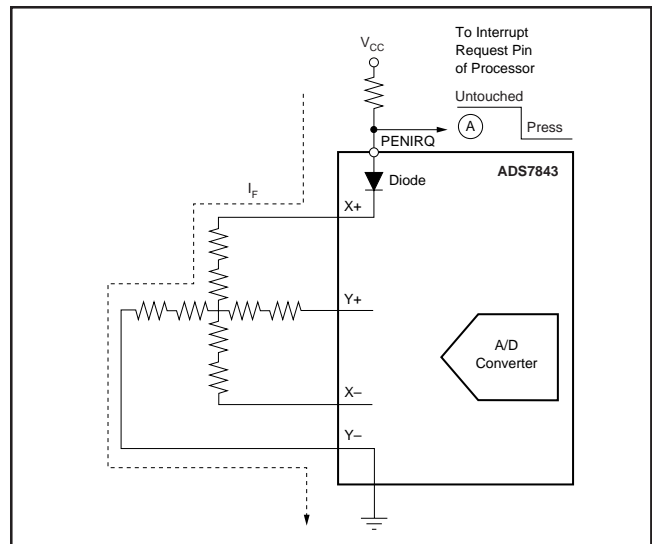 To Interrupt
Request Pin
of Processor
VCC
Untouched
A
Press
PENIRQ
ADS7843
Diode
IF
X+
Y+
A/D
Converter
X–
Y–